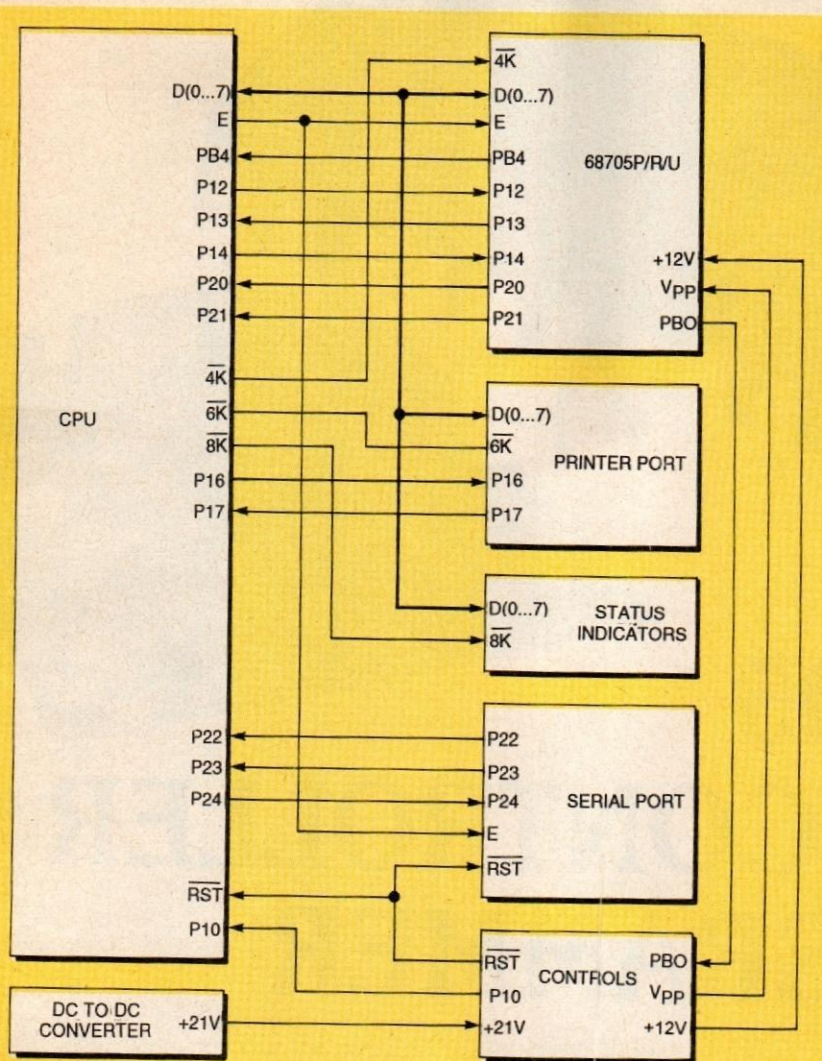 CPU
D(0...7)
E
PB4
P12
P13
P14
P20
P21
4K̅
6K̅
8K̅
P16
P17
P22
P23
P24
R̅S̅T̅
P10
DC TO DC
CONVERTER
+21V
4K̅
D(0...7)
E
PB4
P12
P13
P14
P20
P21
68705P/R/U
+12V
VPP
PBO
D(0...7)
6K̅
P16
P17
PRINTER PORT
D(0...7)
8K̅
STATUS
INDICATORS
P22
P23
P24
E
R̅S̅T̅
SERIAL PORT
R̅S̅T̅
P10
+21V
CONTROLS
PBO
VPP
+12V